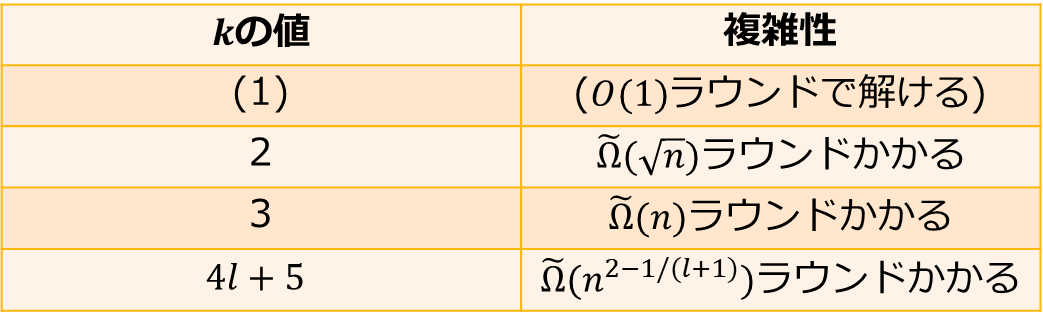 kの値 複雑性
(1) (O(1)ラウンドで解ける)
2 Ω̃(√n)ラウンドかかる
3 Ω̃(n)ラウンドかかる
4l + 5 Ω̃(n^{2−1/(l+1)})ラウンドかかる